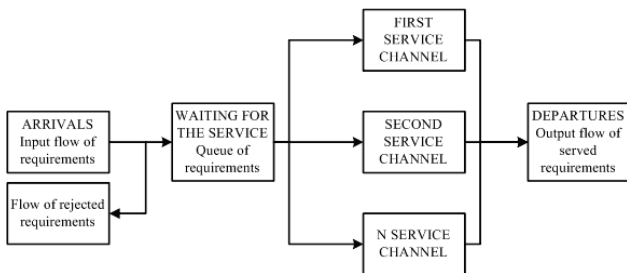 FIRST
SERVICE
CHANNEL
ARRIVALS
Input flow of
requirements
WAITING FOR
THE SERVICE
Queue of
requirements
SECOND
SERVICE
CHANNEL
DEPARTURES
Output flow of
served
requirements
Flow of rejected
requirements
N SERVICE
CHANNEL